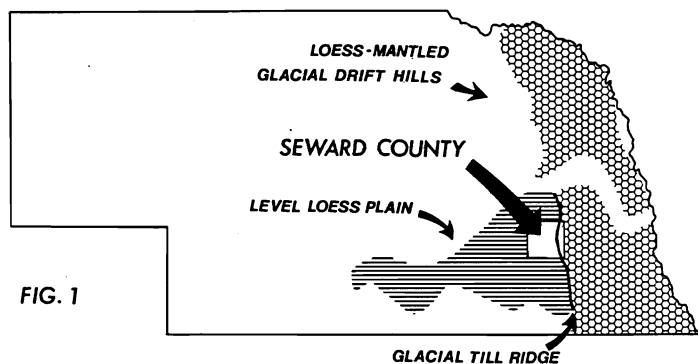 LOESS-MANTLED
GLACIAL DRIFT HILLS
SEWARD COUNTY
LEVEL LOESS PLAIN
FIG. 1
GLACIAL TILL RIDGE